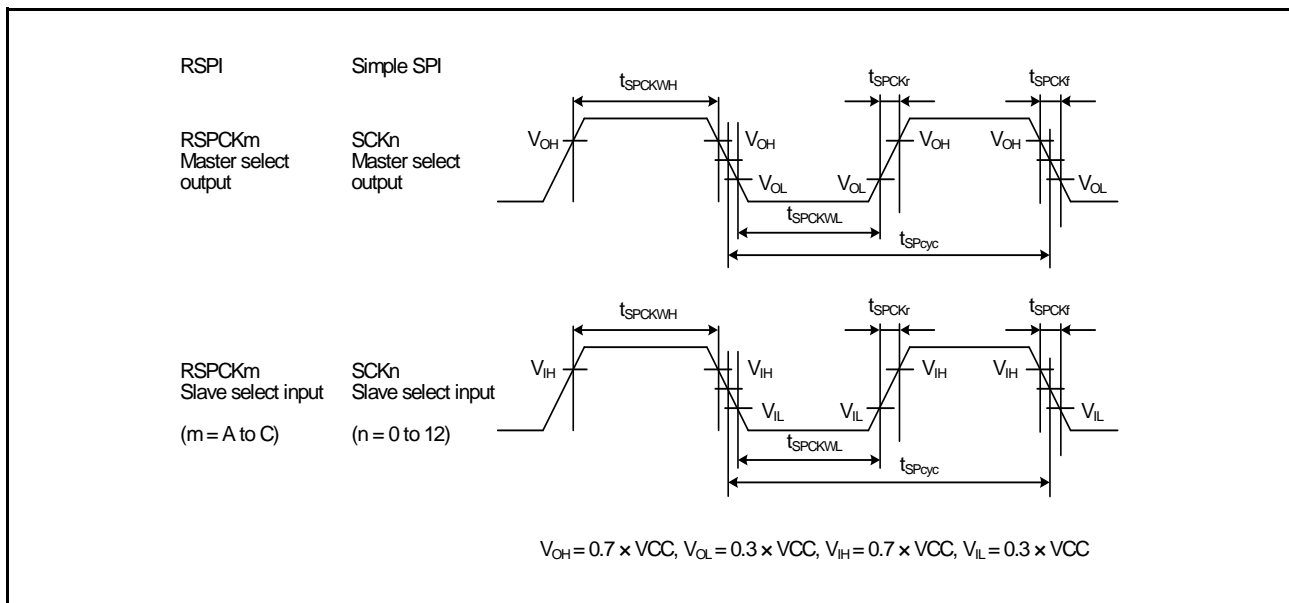 RSPI Simple SPI
tSPCKWH tSPCKr tSPCKf
RSPCKm
Master select
output
SCKn
Master select
output
VOH VOH VOH VOH
VOL VOL VOL
tSPCKWL
tSPcyc
tSPCKWH tSPCKr tSPCKf
RSPCKm
Slave select input
(m = A to C)
SCKn
Slave select input
(n = 0 to 12)
VIH VIH VIH VIH
VIL VIL VIL
tSPCKWL
tSPcyc
VOH = 0.7 × VCC, VOL = 0.3 × VCC, VIH = 0.7 × VCC, VIL = 0.3 × VCC